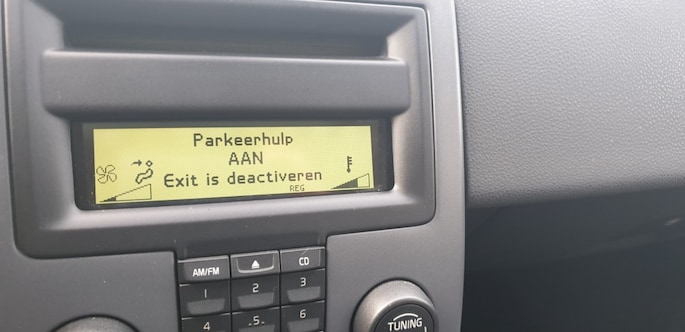 Parkeerhulp
AAN
Exit is deactiveren
REG
AM/FM
CD
1
2
3
4
-5-
6
TUNING